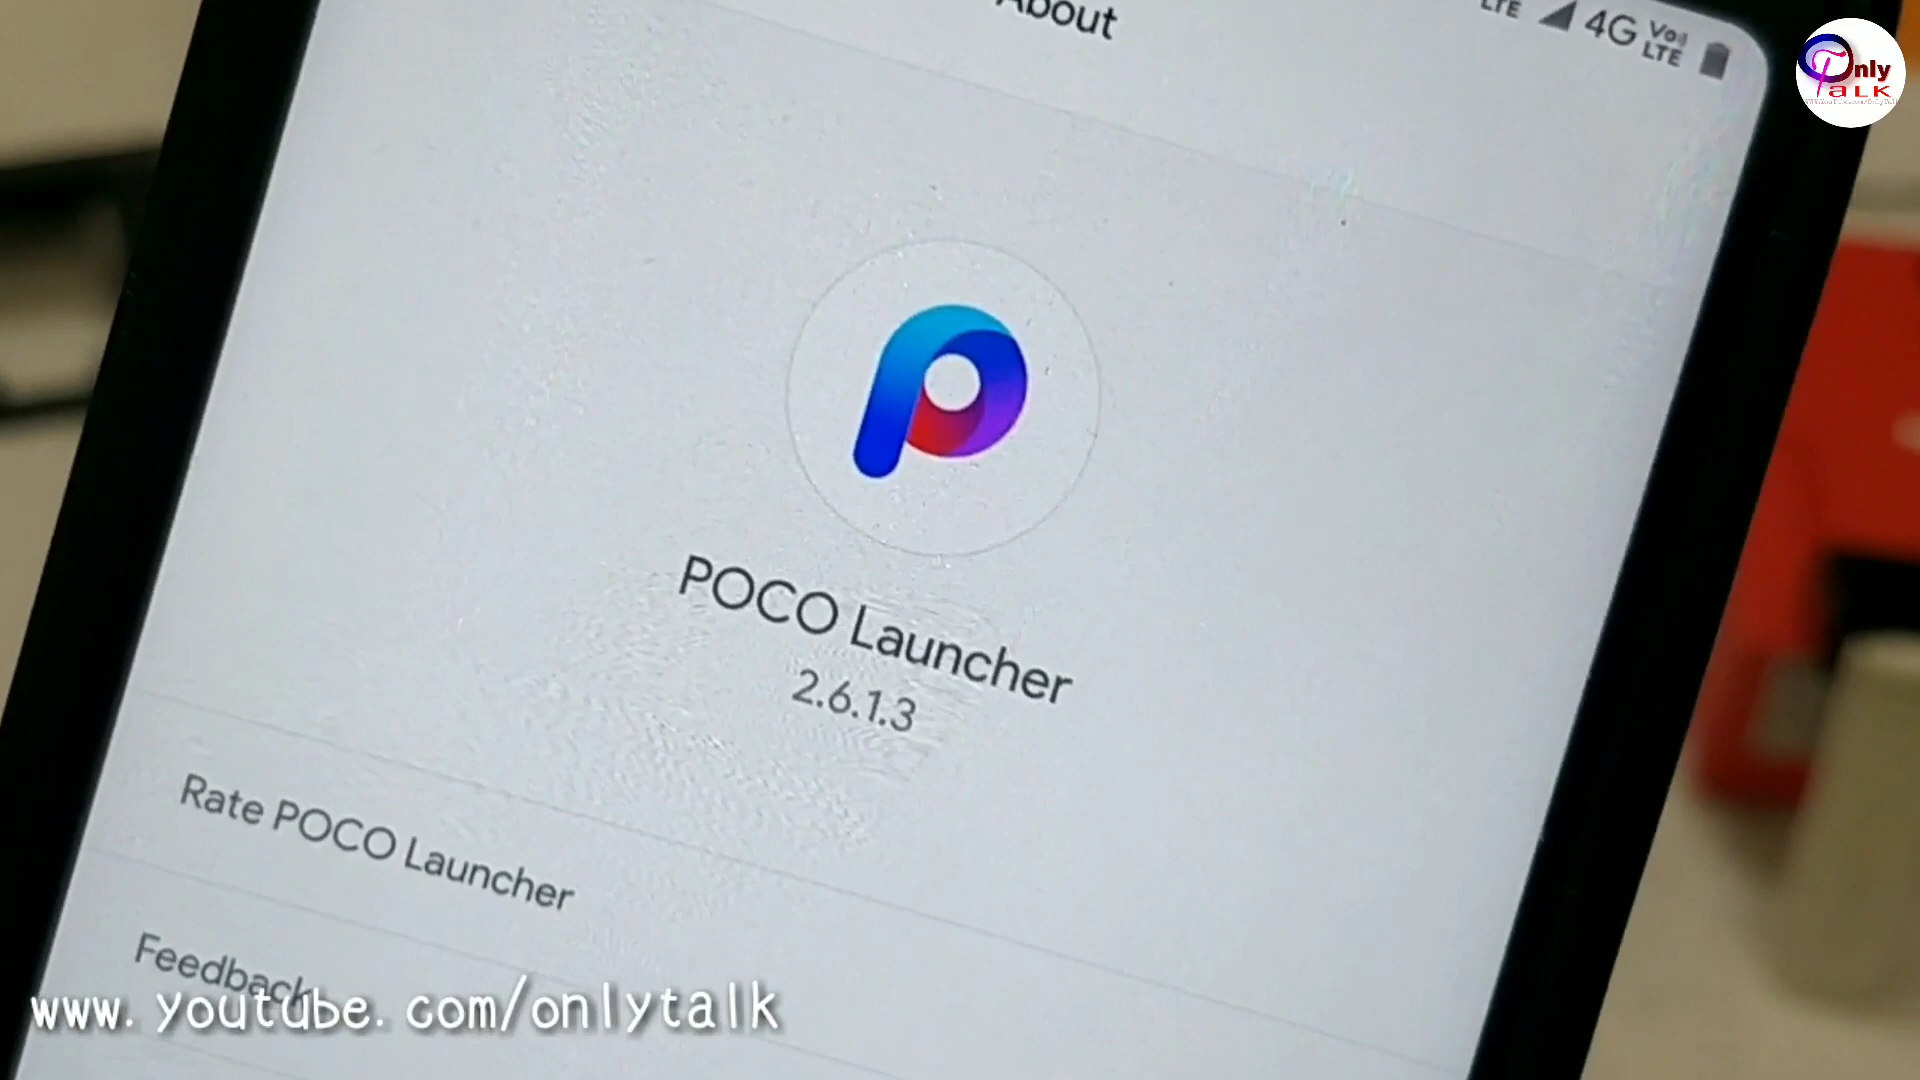 About
LTE 4G Vo) LTE
Only
TALK
POCO Launcher
2.6.1.3
Rate POCO Launcher
Feedback
www.youtube.com/onlytalk